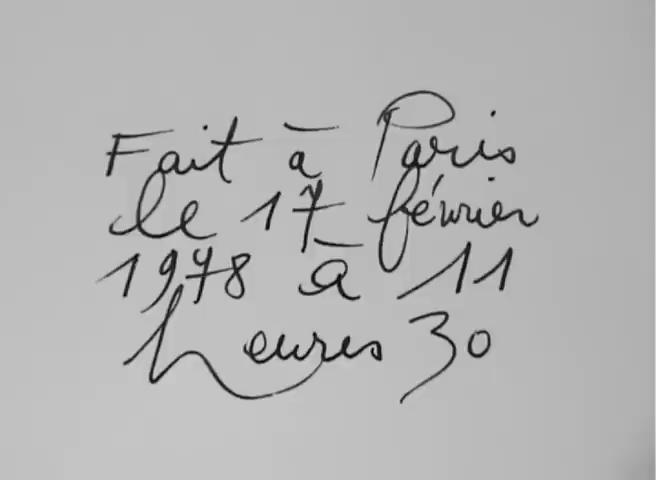 Fait à Paris
le 17 février
1978 à 11
heures 30